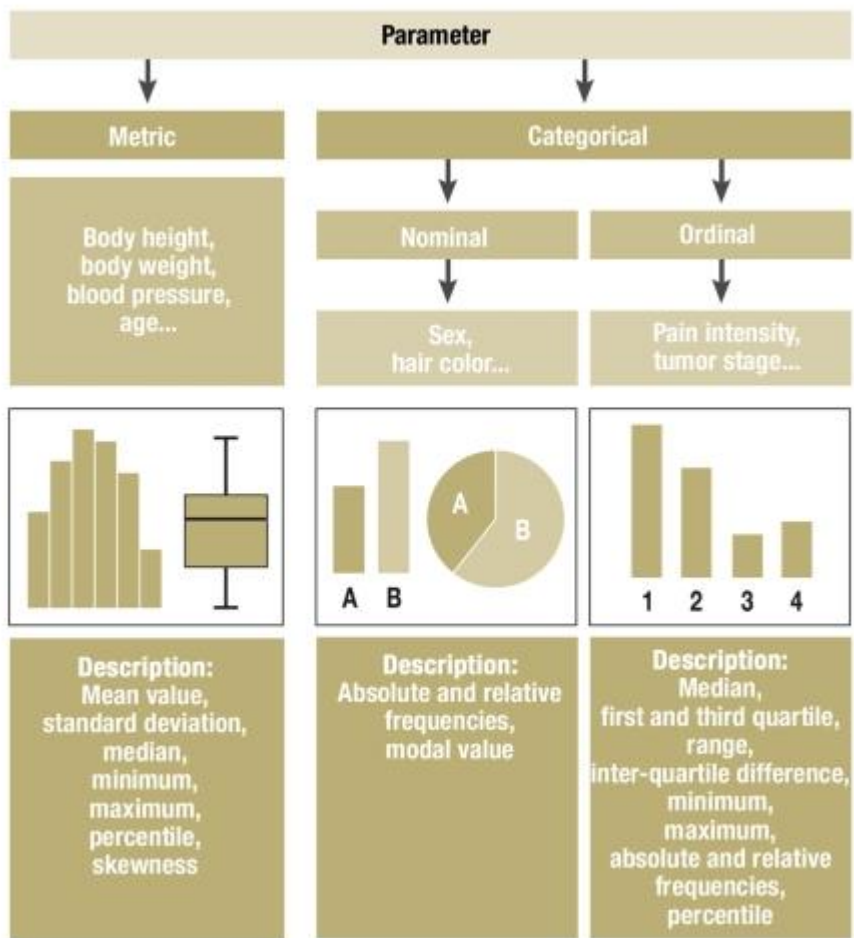 Parameter
Metric
Categorical
Body height,
body weight,
blood pressure,
age...
Nominal
Ordinal
Sex,
hair color...
Pain intensity,
tumor stage...
A
B
A
B
1
2
3
4
Description:
Mean value,
standard deviation,
median,
minimum,
maximum,
percentile,
skewness
Description:
Absolute and relative
frequencies,
modal value
Description:
Median,
first and third quartile,
range,
inter-quartile difference,
minimum,
maximum,
absolute and relative
frequencies,
percentile